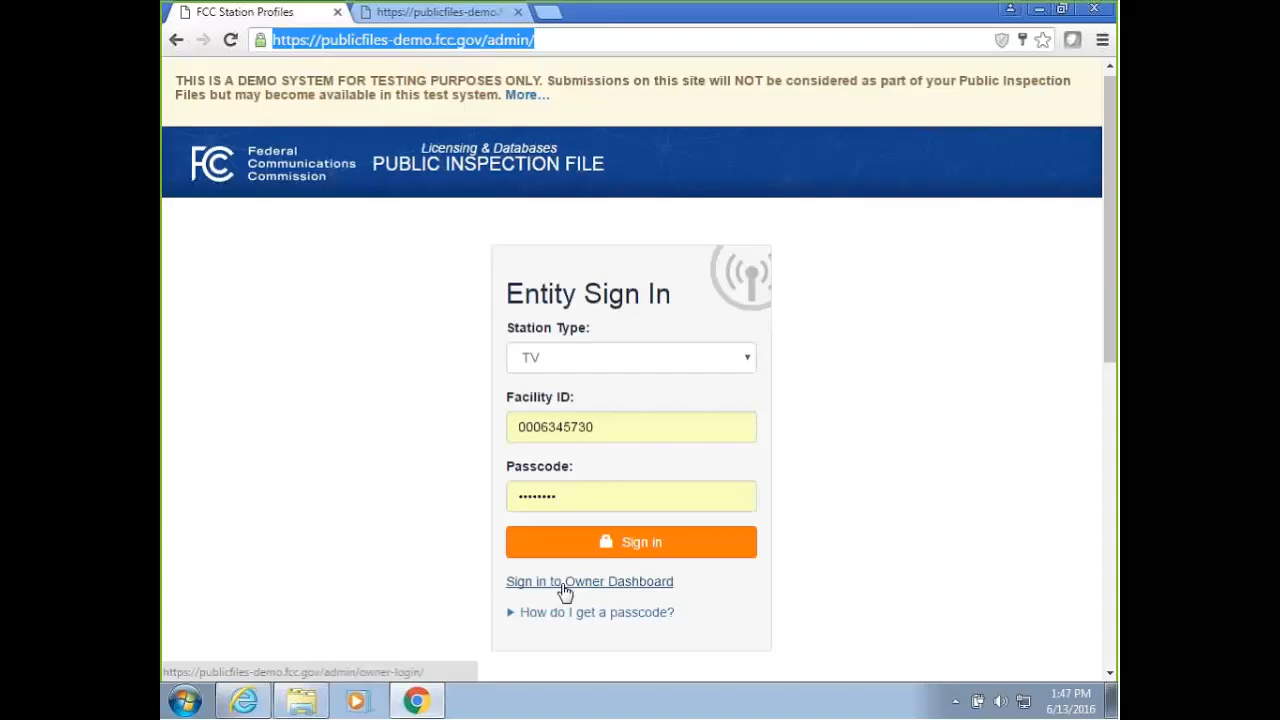 FCC Station Profiles
https://publicfiles-demo.
https://publicfiles-demo.fcc.gov/admin/
THIS IS A DEMO SYSTEM FOR TESTING PURPOSES ONLY. Submissions on this site will NOT be considered as part of your Public Inspection
Files but may become available in this test system. More...
FCC
Federal
Communications
Commission
Licensing & Databases
PUBLIC INSPECTION FILE
Entity Sign In
Station Type:
TV
Facility ID:
0006345730
Passcode:
••••••••
Sign in
Sign in to Owner Dashboard
How do I get a passcode?
https://publicfiles-demo.fcc.gov/admin/owner-login/
1:47 PM
6/13/2016